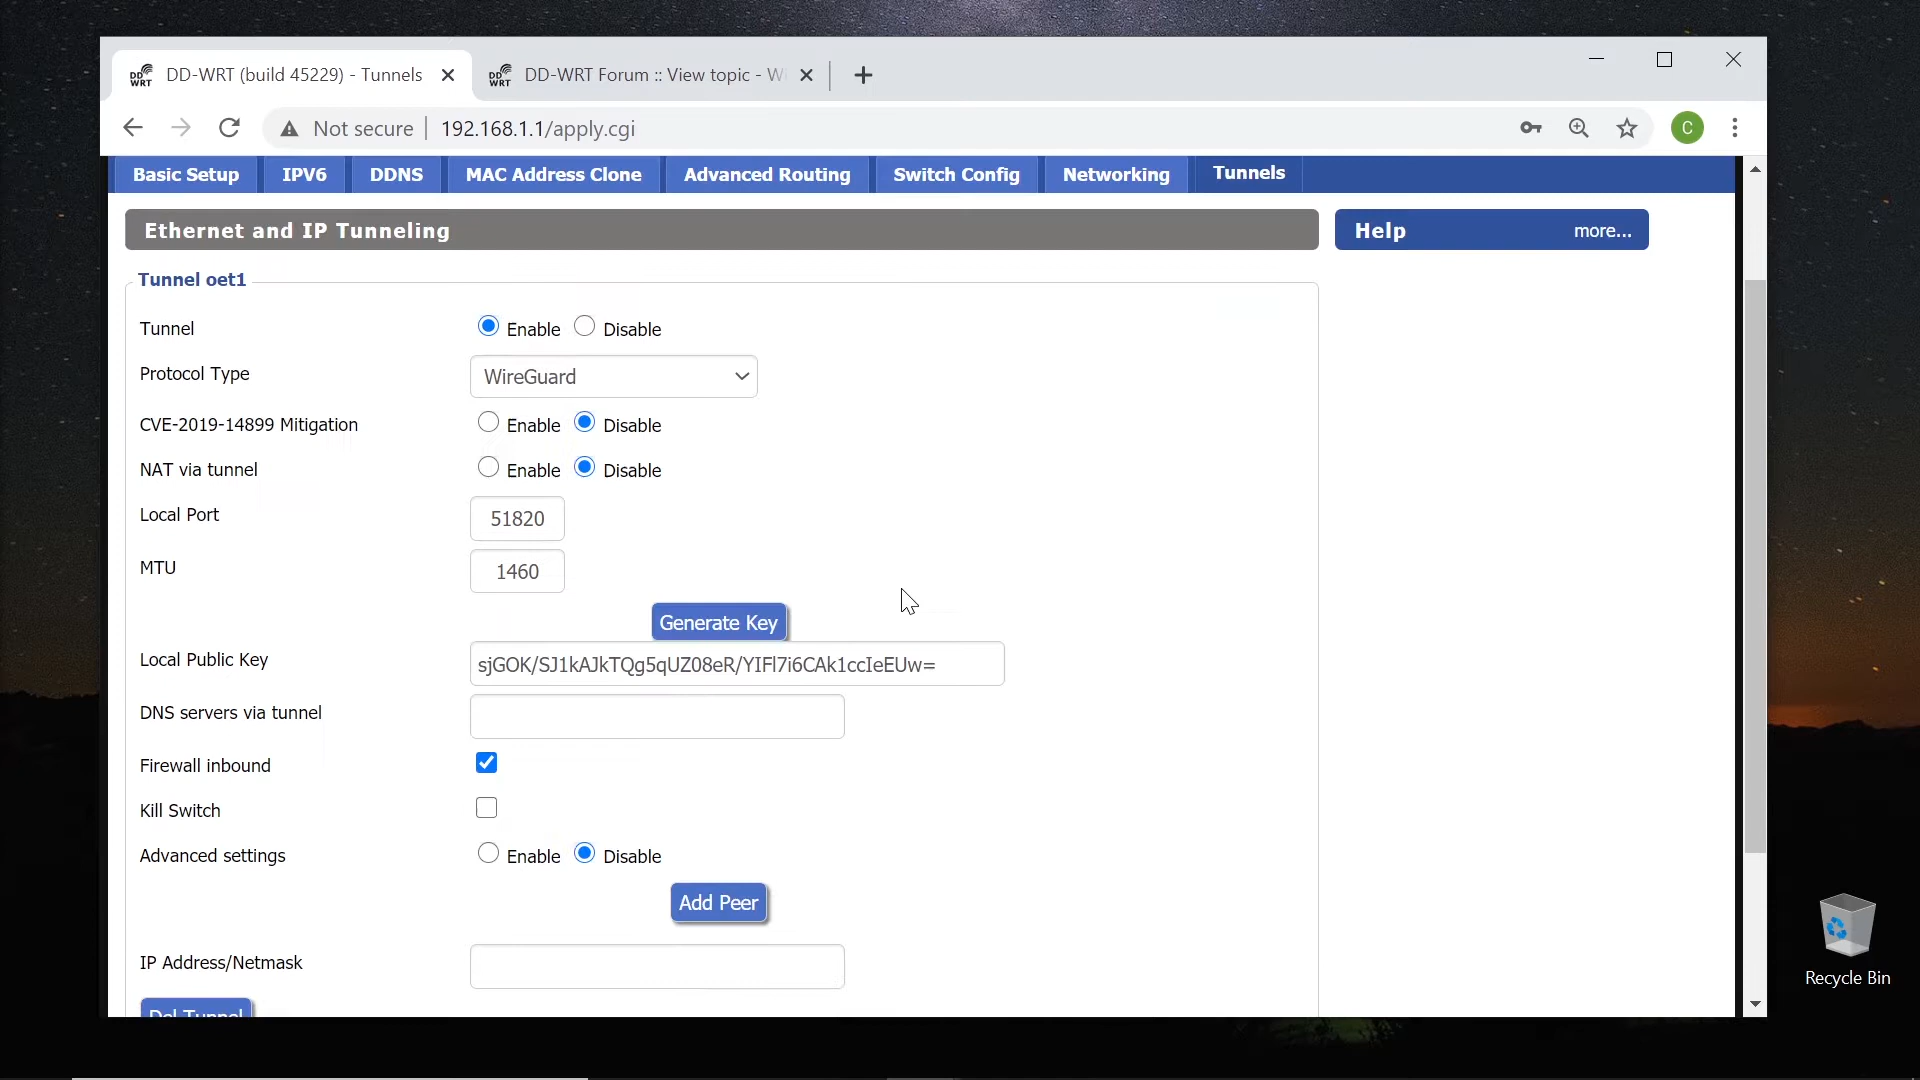 DD-WRT (build 45229) - Tunnels
DD-WRT Forum :: View topic - Wi
Not secure 192.168.1.1/apply.cgi
C
Basic Setup IPV6 DDNS MAC Address Clone Advanced Routing Switch Config Networking Tunnels
Ethernet and IP Tunneling
Help more...
Tunnel oet1
Tunnel Enable Disable
Protocol Type WireGuard
CVE-2019-14899 Mitigation Enable Disable
NAT via tunnel Enable Disable
Local Port 51820
MTU 1460
Generate Key
Local Public Key sjGOK/SJ1kAJkTQg5qUZ08eR/YIFl7i6CAk1ccIeEUw=
DNS servers via tunnel
Firewall inbound
Kill Switch
Advanced settings Enable Disable
Add Peer
IP Address/Netmask
Del Tunnel
Recycle Bin